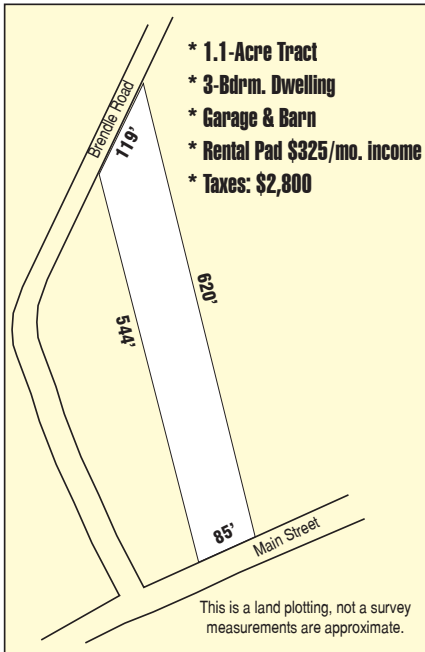 * 1.1-Acre Tract
* 3-Bdrm. Dwelling
* Garage & Barn
* Rental Pad $325/mo. income
* Taxes: $2,800
Brendle Road
119'
620'
544'
85'
Main Street
This is a land plotting, not a survey
measurements are approximate.